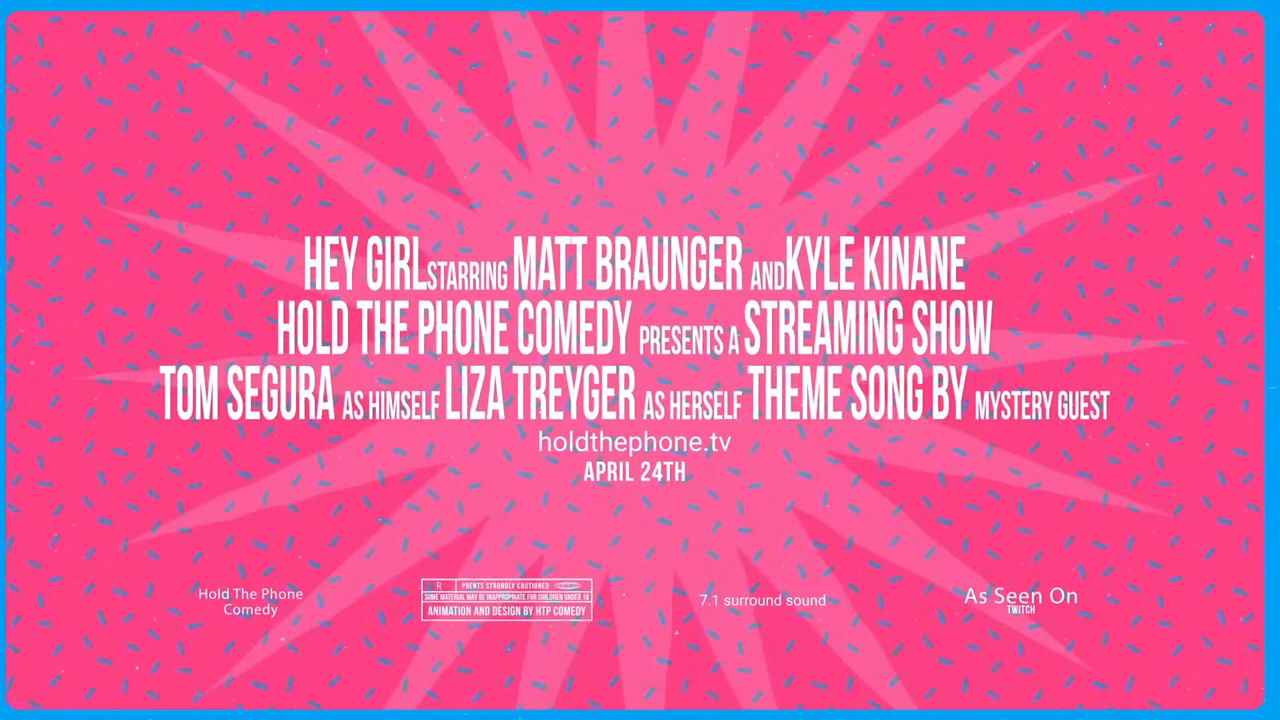 HEY GIRL STARRING MATT BRAUNGER AND KYLE KINANE
HOLD THE PHONE COMEDY PRESENTS A STREAMING SHOW
TOM SEGURA AS HIMSELF LIZA TREYGER AS HERSELF THEME SONG BY MYSTERY GUEST
holdthephone.tv
APRIL 24TH
Hold The Phone
Comedy
R PRENTS STRONGLY CAUTIONED
SOME MATERIAL MAY BE INAPPROPRIATE FOR CHILDREN UNDER 18
ANIMATION AND DESIGN BY HTP COMEDY
7.1 surround sound
As Seen On
TWITCH